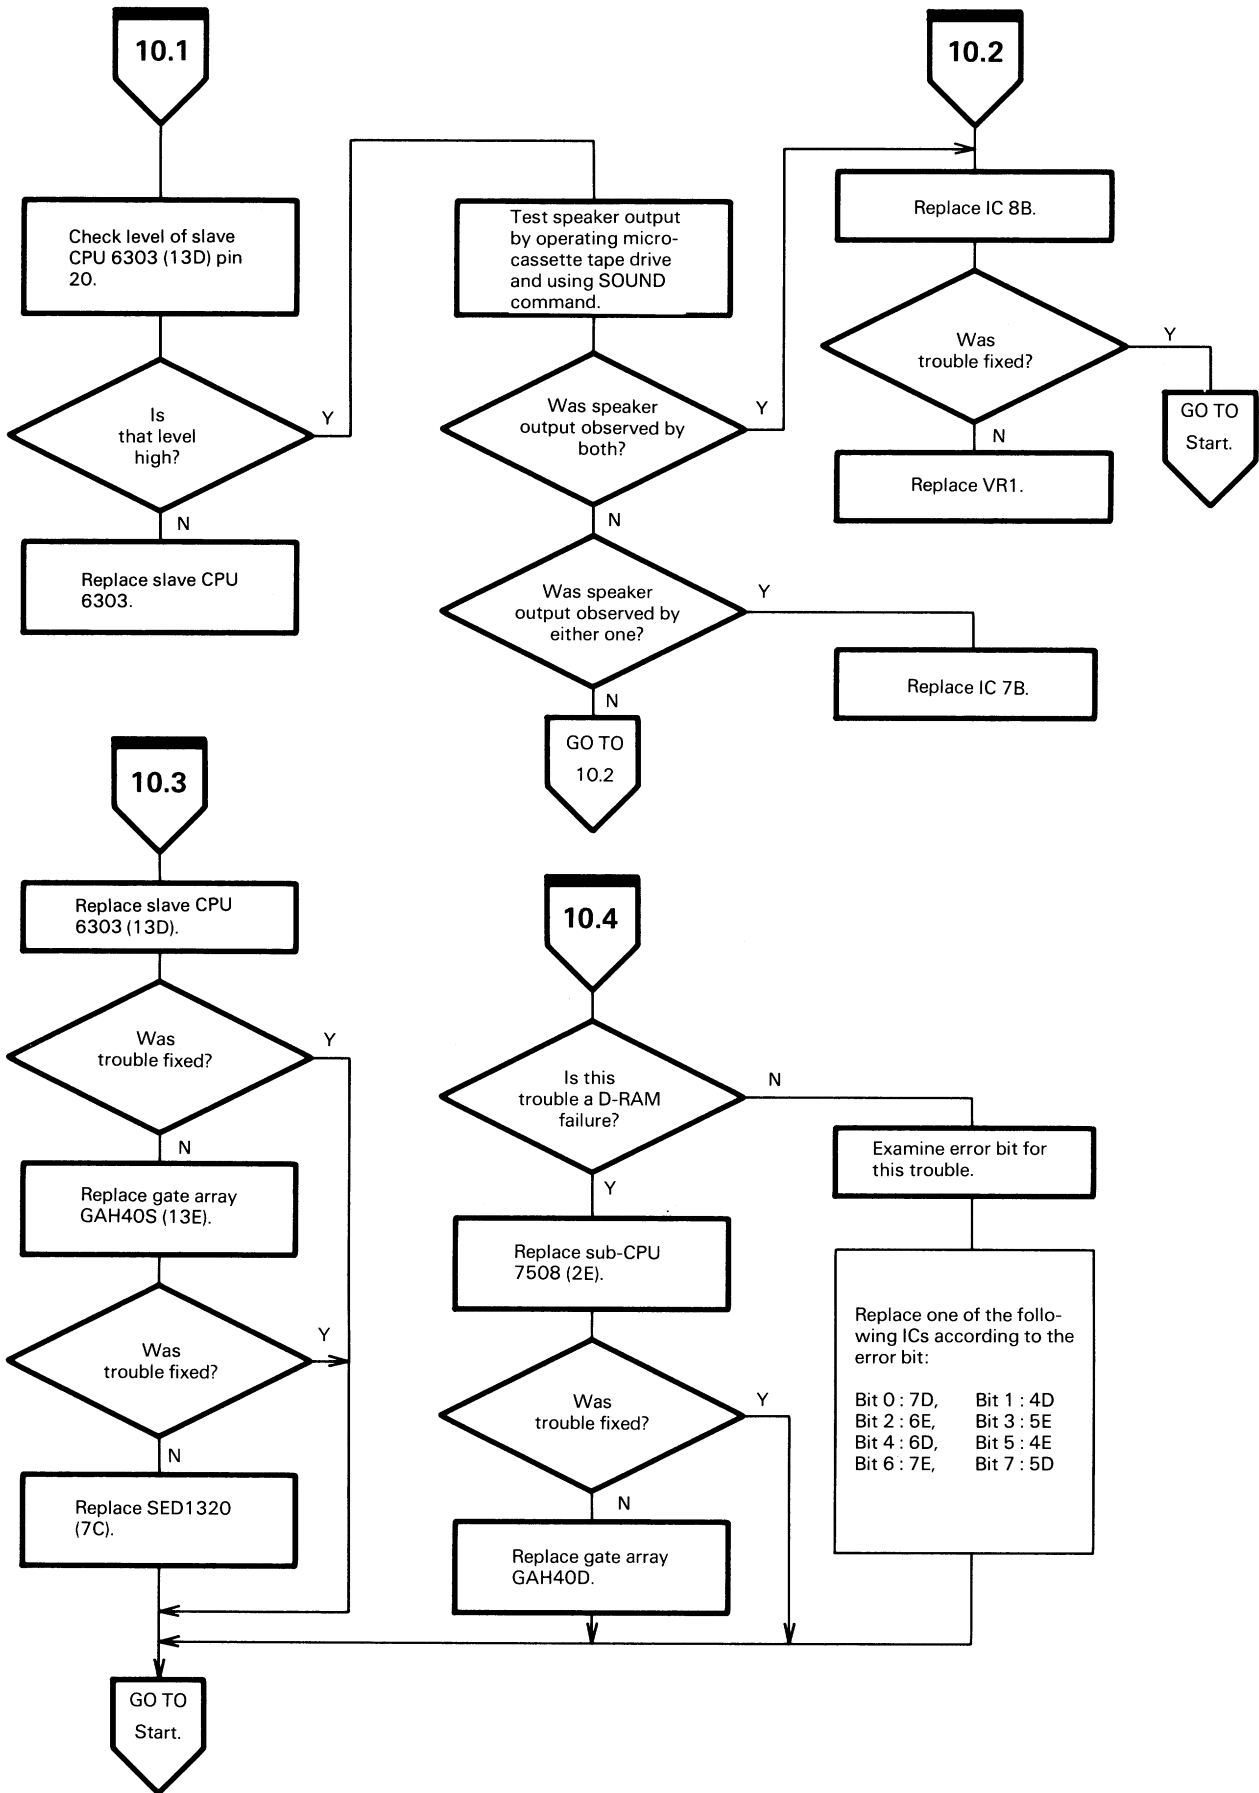 10.1
Check level of slave
CPU 6303 (13D) pin
20.
Is
that level
high?
Y
N
Replace slave CPU
6303.
Test speaker output
by operating micro-
cassette tape drive
and using SOUND
command.
Was speaker
output observed by
both?
Y
N
Was speaker
output observed by
either one?
Y
N
GO TO
10.2
Replace IC 7B.
10.2
Replace IC 8B.
Was
trouble fixed?
Y
N
GO TO
Start.
Replace VR1.
10.3
Replace slave CPU
6303 (13D).
Was
trouble fixed?
Y
N
Replace gate array
GAH40S (13E).
Was
trouble fixed?
Y
N
Replace SED1320
(7C).
GO TO
Start.
10.4
Is this
trouble a D-RAM
failure?
N
Y
Replace sub-CPU
7508 (2E).
Was
trouble fixed?
Y
N
Replace gate array
GAH40D.
Examine error bit for
this trouble.
Replace one of the follo-
wing ICs according to the
error bit:
Bit 0 : 7D, Bit 1 : 4D
Bit 2 : 6E, Bit 3 : 5E
Bit 4 : 6D, Bit 5 : 4E
Bit 6 : 7E, Bit 7 : 5D